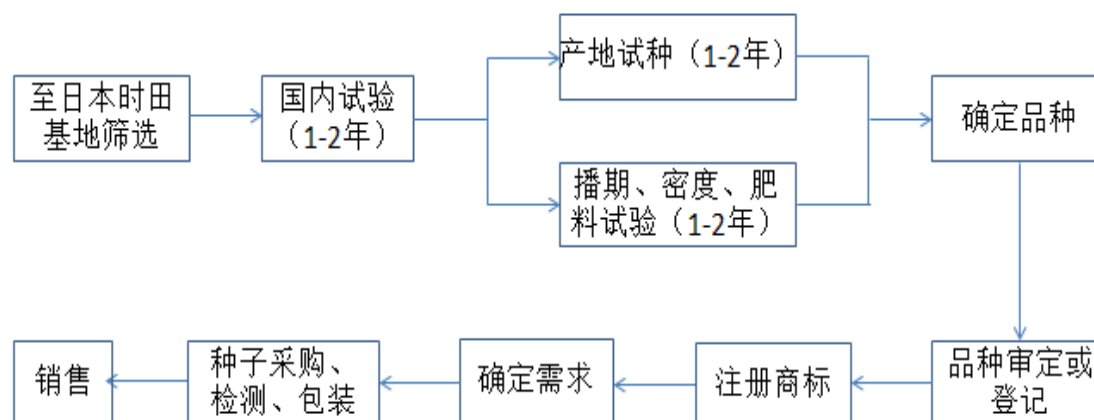 至日本时田
基地筛选
国内试验
（1-2年）
产地试种（1-2年）
播期、密度、肥
料试验（1-2年）
确定品种
品种审定或
登记
注册商标
确定需求
种子采购、
检测、包装
销售